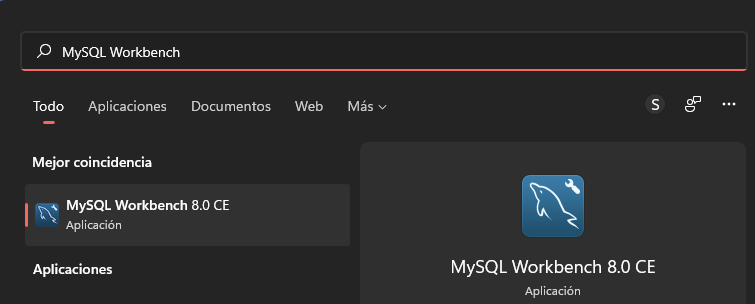 MySQL Workbench
Todo Aplicaciones Documentos Web Más S
Mejor coincidencia
MySQL Workbench 8.0 CE
Aplicación
Aplicaciones
MySQL Workbench 8.0 CE
Aplicación